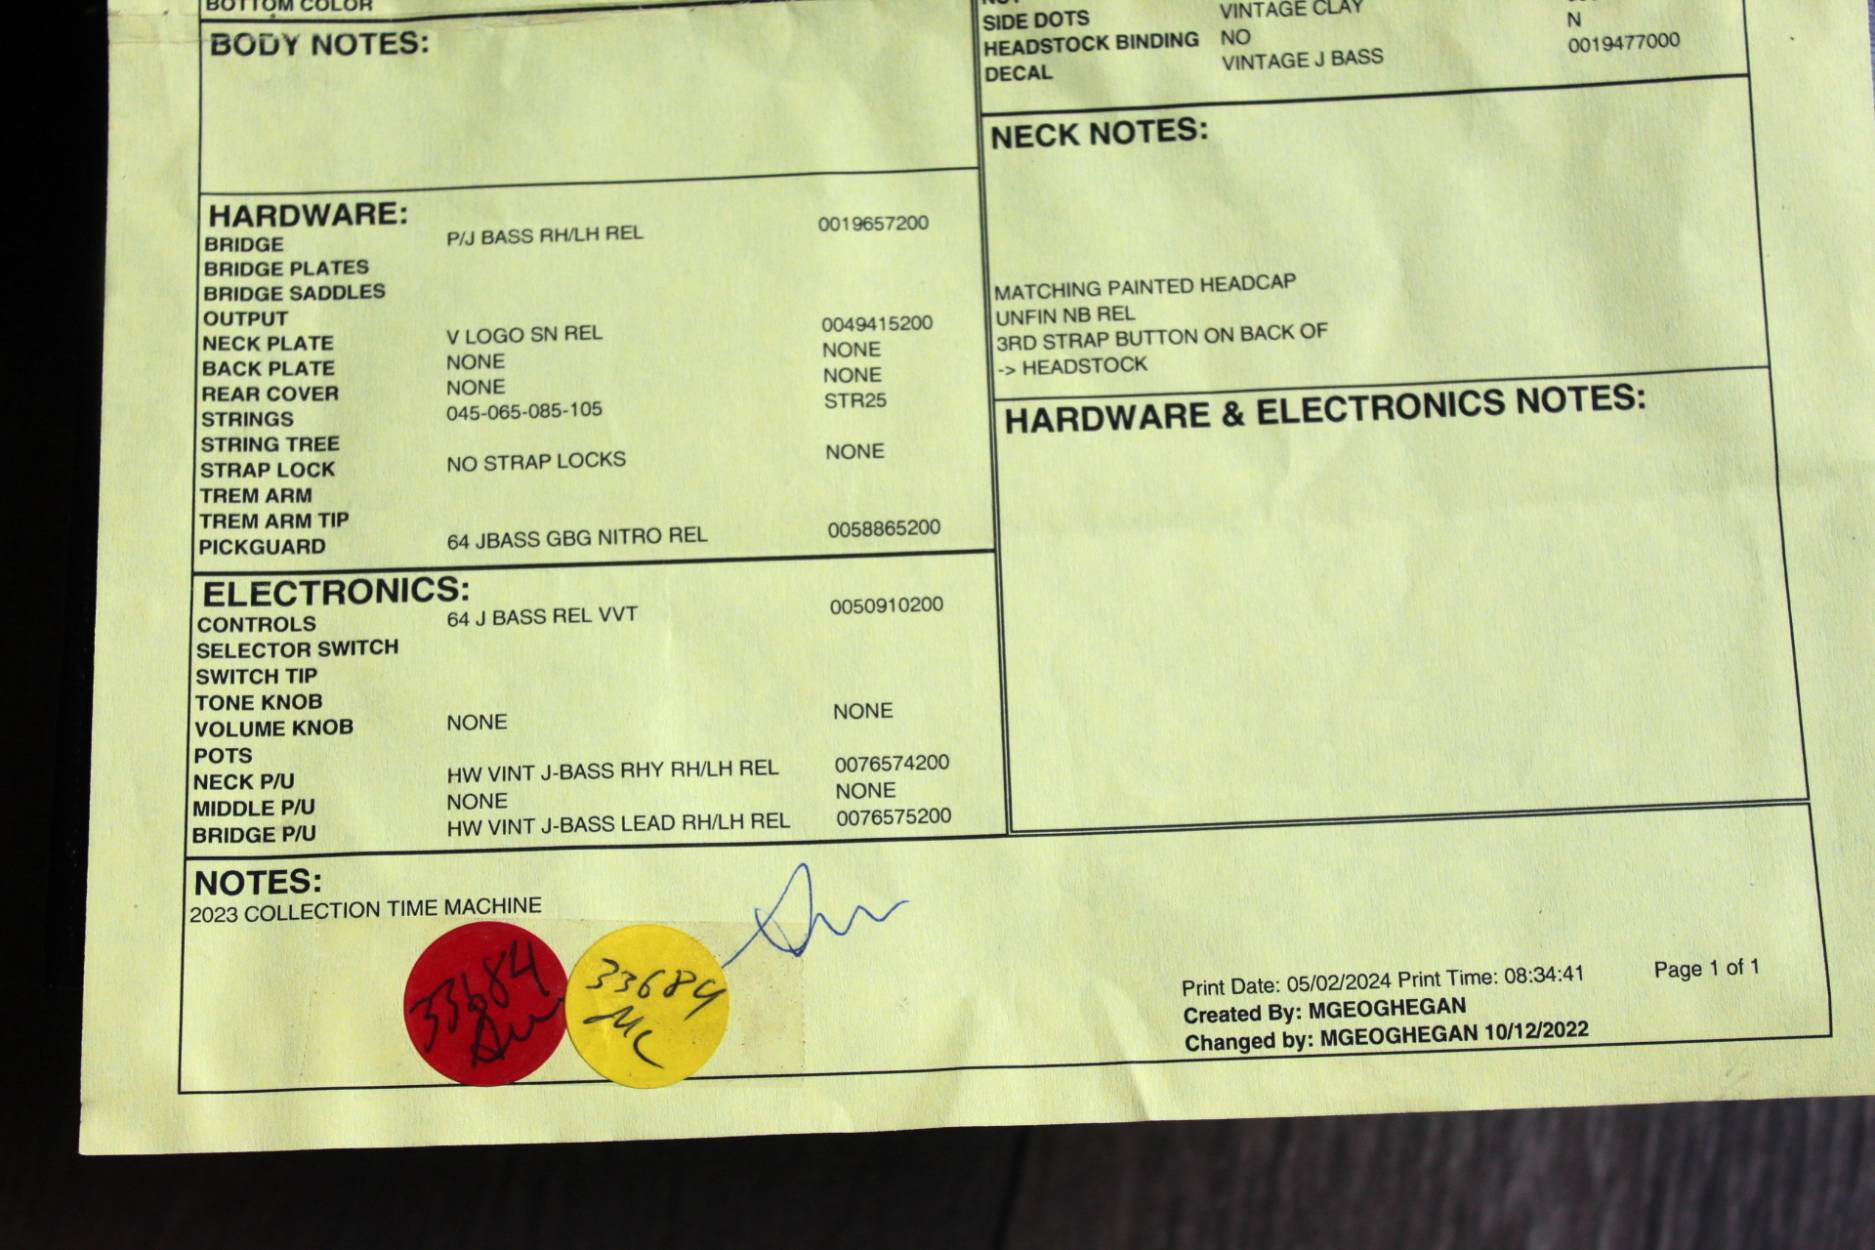 BOTTOM COLOR
BODY NOTES:
HARDWARE:
BRIDGE P/J BASS RH/LH REL 0019657200
BRIDGE PLATES
BRIDGE SADDLES
OUTPUT
NECK PLATE V LOGO SN REL 0049415200
BACK PLATE NONE NONE
REAR COVER NONE NONE
STRINGS 045-065-085-105 STR25
STRING TREE
STRAP LOCK NO STRAP LOCKS NONE
TREM ARM
TREM ARM TIP
PICKGUARD 64 JBASS GBG NITRO REL 0058865200
ELECTRONICS:
CONTROLS 64 J BASS REL VVT 0050910200
SELECTOR SWITCH
SWITCH TIP
TONE KNOB
VOLUME KNOB NONE NONE
POTS
NECK P/U HW VINT J-BASS RHY RH/LH REL 0076574200
MIDDLE P/U NONE NONE
BRIDGE P/U HW VINT J-BASS LEAD RH/LH REL 0076575200
SIDE DOTS VINTAGE CLAY
HEADSTOCK BINDING NO N
DECAL VINTAGE J BASS 0019477000
NECK NOTES:
MATCHING PAINTED HEADCAP
UNFIN NB REL
3RD STRAP BUTTON ON BACK OF
-> HEADSTOCK
HARDWARE & ELECTRONICS NOTES:
NOTES:
2023 COLLECTION TIME MACHINE
33684
33684
MC
Print Date: 05/02/2024 Print Time: 08:34:41 Page 1 of 1
Created By: MGEOGHEGAN
Changed by: MGEOGHEGAN 10/12/2022